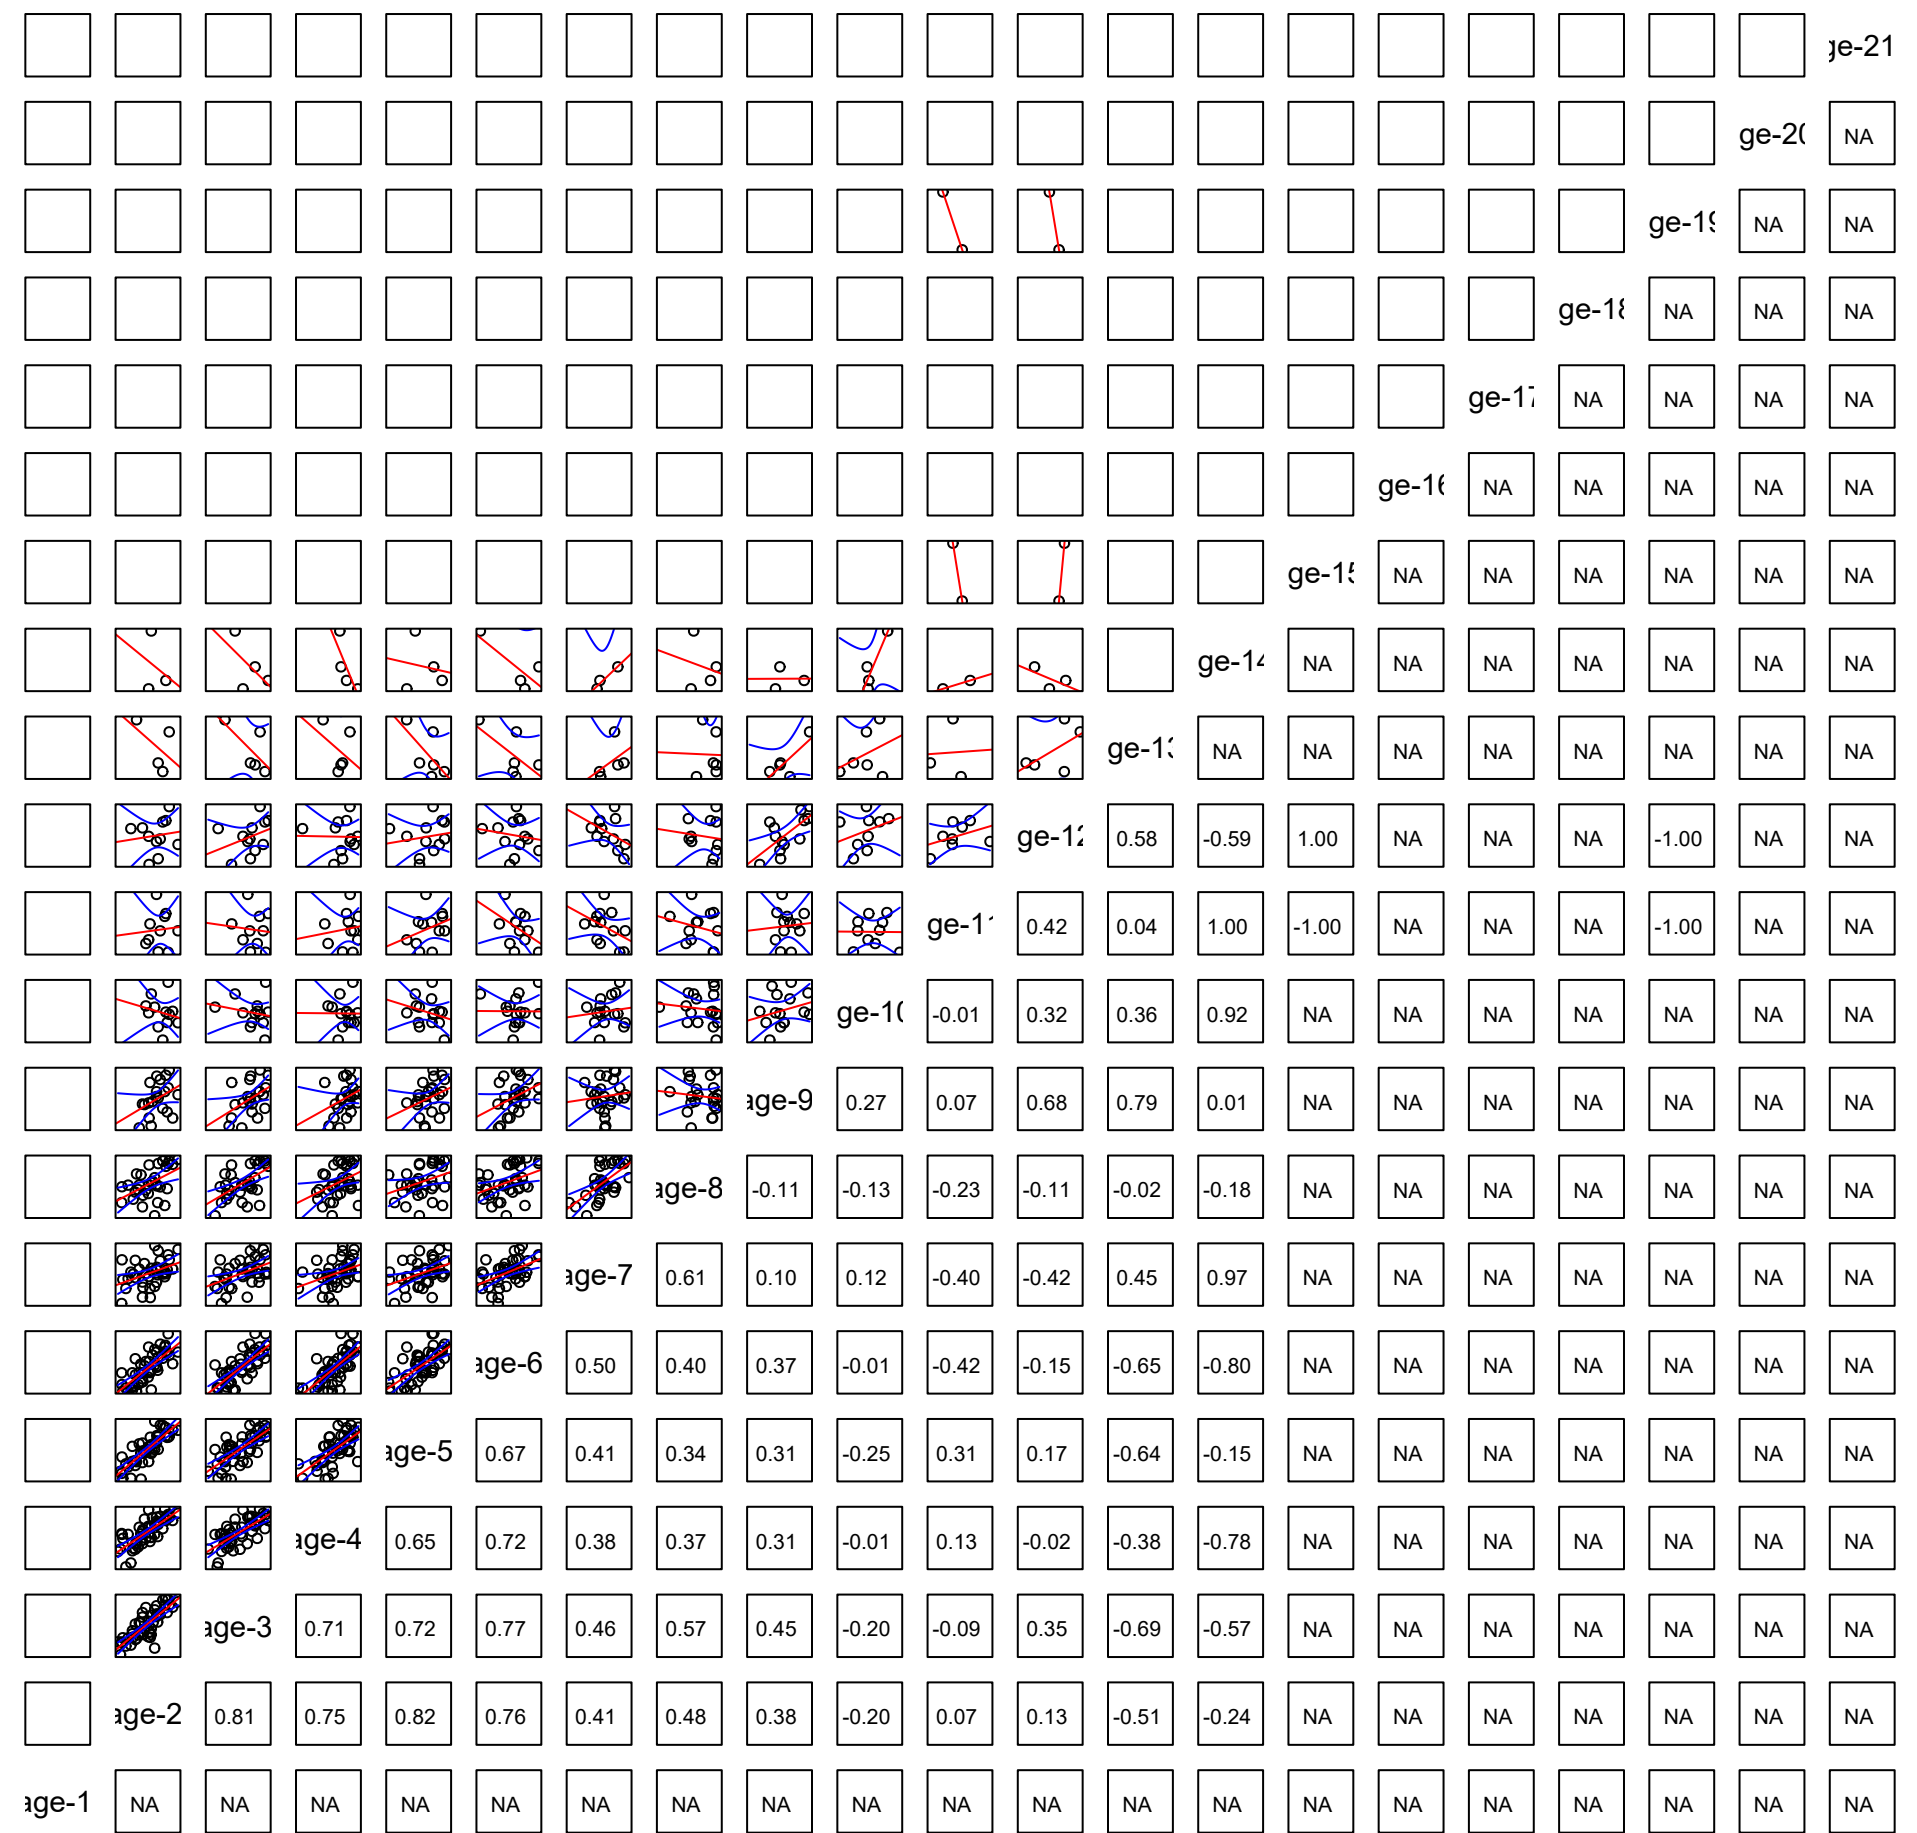 ge-21
ge-20 NA
ge-19 NA NA
ge-18 NA NA NA
ge-17 NA NA NA NA
ge-16 NA NA NA NA NA
ge-15 NA NA NA NA NA NA
ge-14 NA NA NA NA NA NA NA
ge-13 NA NA NA NA NA NA NA NA
ge-12 0.58 -0.59 1.00 NA NA NA -1.00 NA NA
ge-11 0.42 0.04 1.00 -1.00 NA NA NA -1.00 NA NA
ge-10 -0.01 0.32 0.36 0.92 NA NA NA NA NA NA NA
age-9 0.27 0.07 0.68 0.79 0.01 NA NA NA NA NA NA NA
age-8 -0.11 -0.13 -0.23 -0.11 -0.02 -0.18 NA NA NA NA NA NA NA
age-7 0.61 0.10 0.12 -0.40 -0.42 0.45 0.97 NA NA NA NA NA NA NA
age-6 0.50 0.40 0.37 -0.01 -0.42 -0.15 -0.65 -0.80 NA NA NA NA NA NA NA
age-5 0.67 0.41 0.34 0.31 -0.25 0.31 0.17 -0.64 -0.15 NA NA NA NA NA NA NA
age-4 0.65 0.72 0.38 0.37 0.31 -0.01 0.13 -0.02 -0.38 -0.78 NA NA NA NA NA NA NA
age-3 0.71 0.72 0.77 0.46 0.57 0.45 -0.20 -0.09 0.35 -0.69 -0.57 NA NA NA NA NA NA NA
age-2 0.81 0.75 0.82 0.76 0.41 0.48 0.38 -0.20 0.07 0.13 -0.51 -0.24 NA NA NA NA NA NA NA
age-1 NA NA NA NA NA NA NA NA NA NA NA NA NA NA NA NA NA NA NA NA